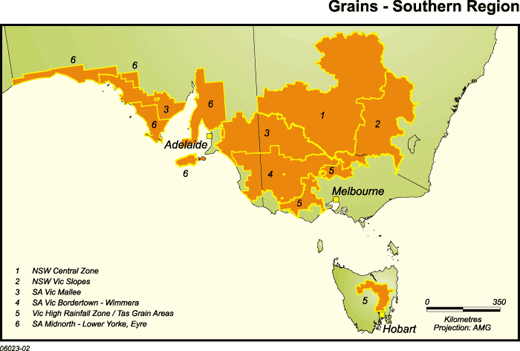 Grains - Southern Region
6
6
6
3
6
6
Adelaide
6
1
2
3
4
5
5
Melbourne
5
Hobart
1 NSW Central Zone
2 NSW Vic Slopes
3 SA Vic Mallee
4 SA Vic Bordertown - Wimmera
5 Vic High Rainfall Zone / Tas Grain Areas
6 SA Midnorth - Lower Yorke, Eyre
0 350
Kilometres
Projection: AMG
06023-02